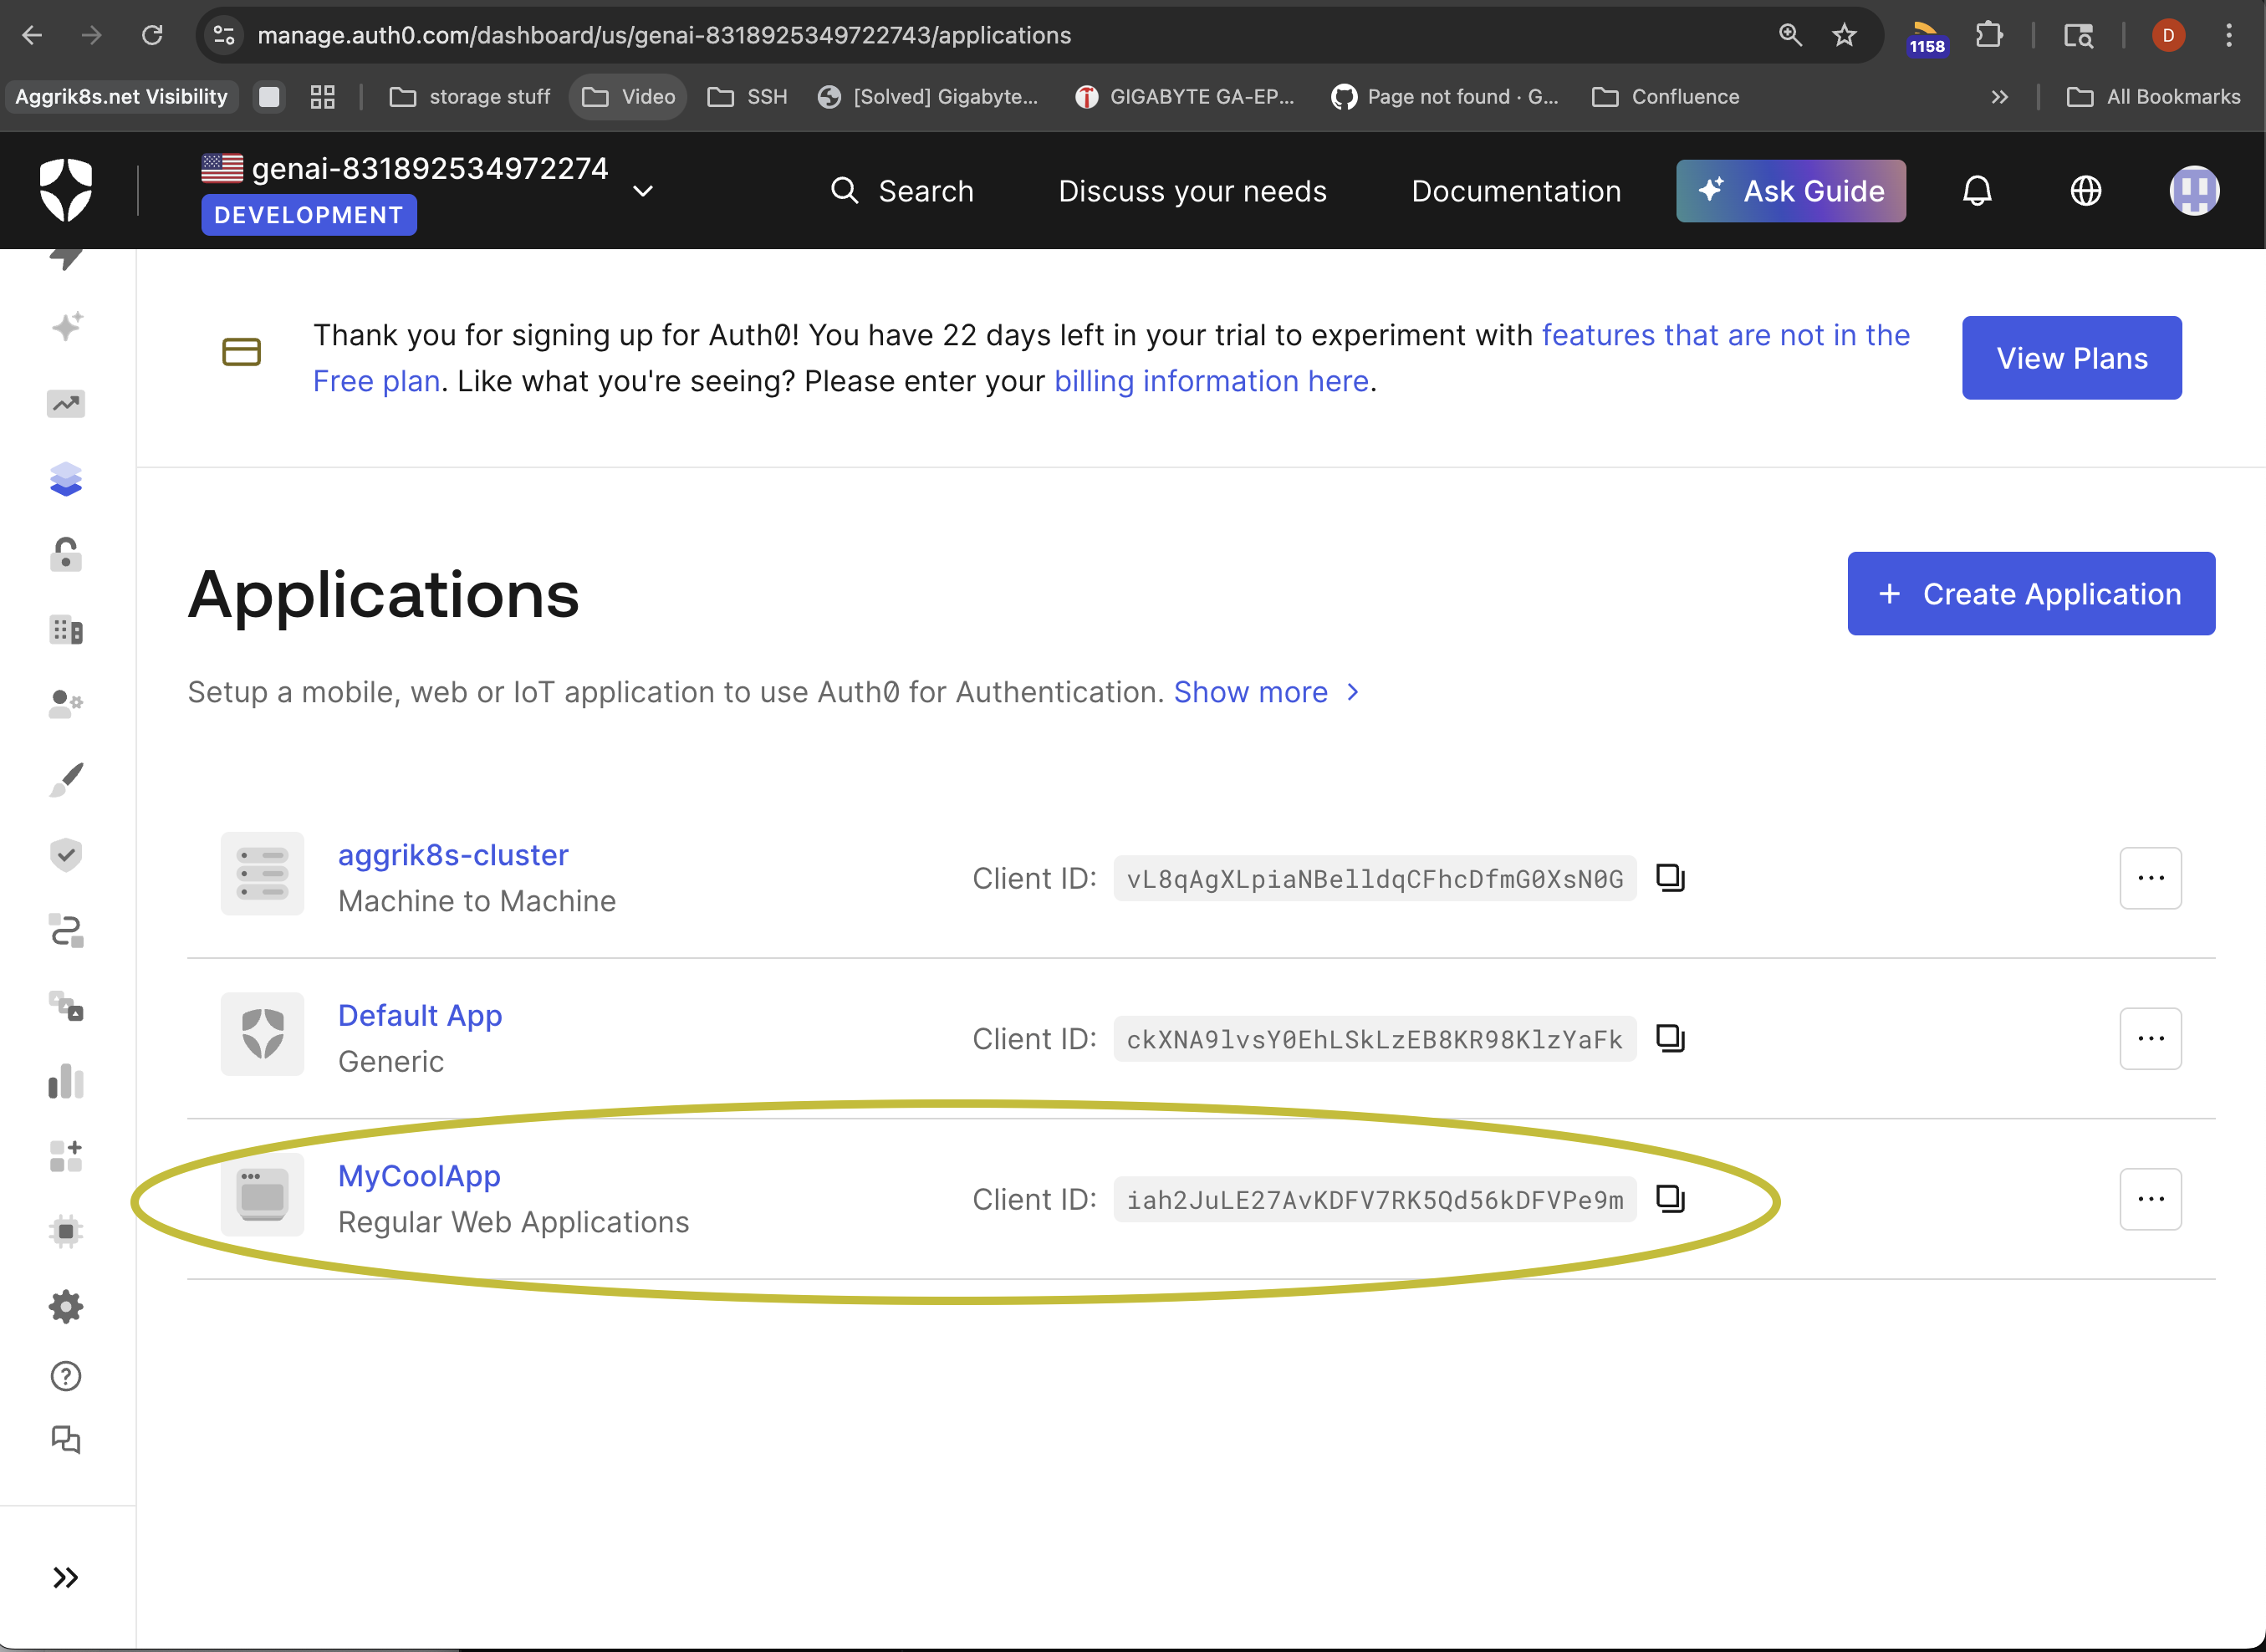 manage.auth0.com/dashboard/us/genai-8318925349722743/applications
1158
D
Aggrik8s.net Visibility
storage stuff
Video
SSH
[Solved] Gigabyte...
GIGABYTE GA-EP...
Page not found · G...
Confluence
All Bookmarks
genai-831892534972274
DEVELOPMENT
Search
Discuss your needs
Documentation
Ask Guide
Thank you for signing up for Auth0! You have 22 days left in your trial to experiment with features that are not in the
Free plan. Like what you're seeing? Please enter your billing information here.
View Plans
Applications
+ Create Application
Setup a mobile, web or IoT application to use Auth0 for Authentication. Show more
aggrik8s-cluster
Machine to Machine
Client ID: vL8qAgXLpiaNBelldqCFhcDfmG0XsN0G
Default App
Generic
Client ID: ckXNA9lvsY0EhLSkLzEB8KR98KlzYaFk
MyCoolApp
Regular Web Applications
Client ID: iah2JuLE27AvKDFV7RK5Qd56kDFVPe9m